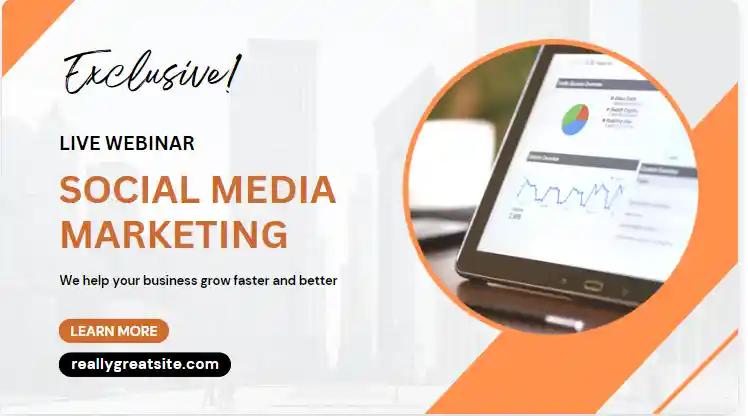 Exclusive!
LIVE WEBINAR
SOCIAL MEDIA
MARKETING
We help your business grow faster and better
LEARN MORE
reallygreatsite.com